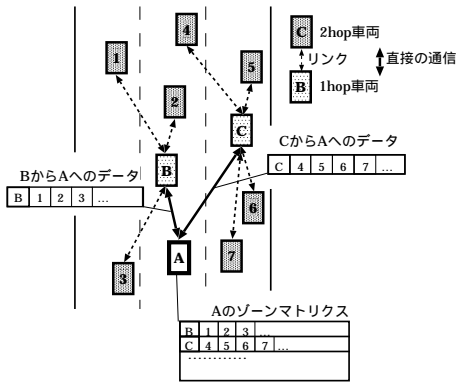 4
C
2hop車両
リンク
直接の通信
B
1hop車両
1
5
2
C
CからAへのデータ
C 4 5 6 7 ...
BからAへのデータ
B
B 1 2 3 ...
6
A
7
3
Aのゾーンマトリクス
B 1 2 3 ...
C 4 5 6 7 ...
............